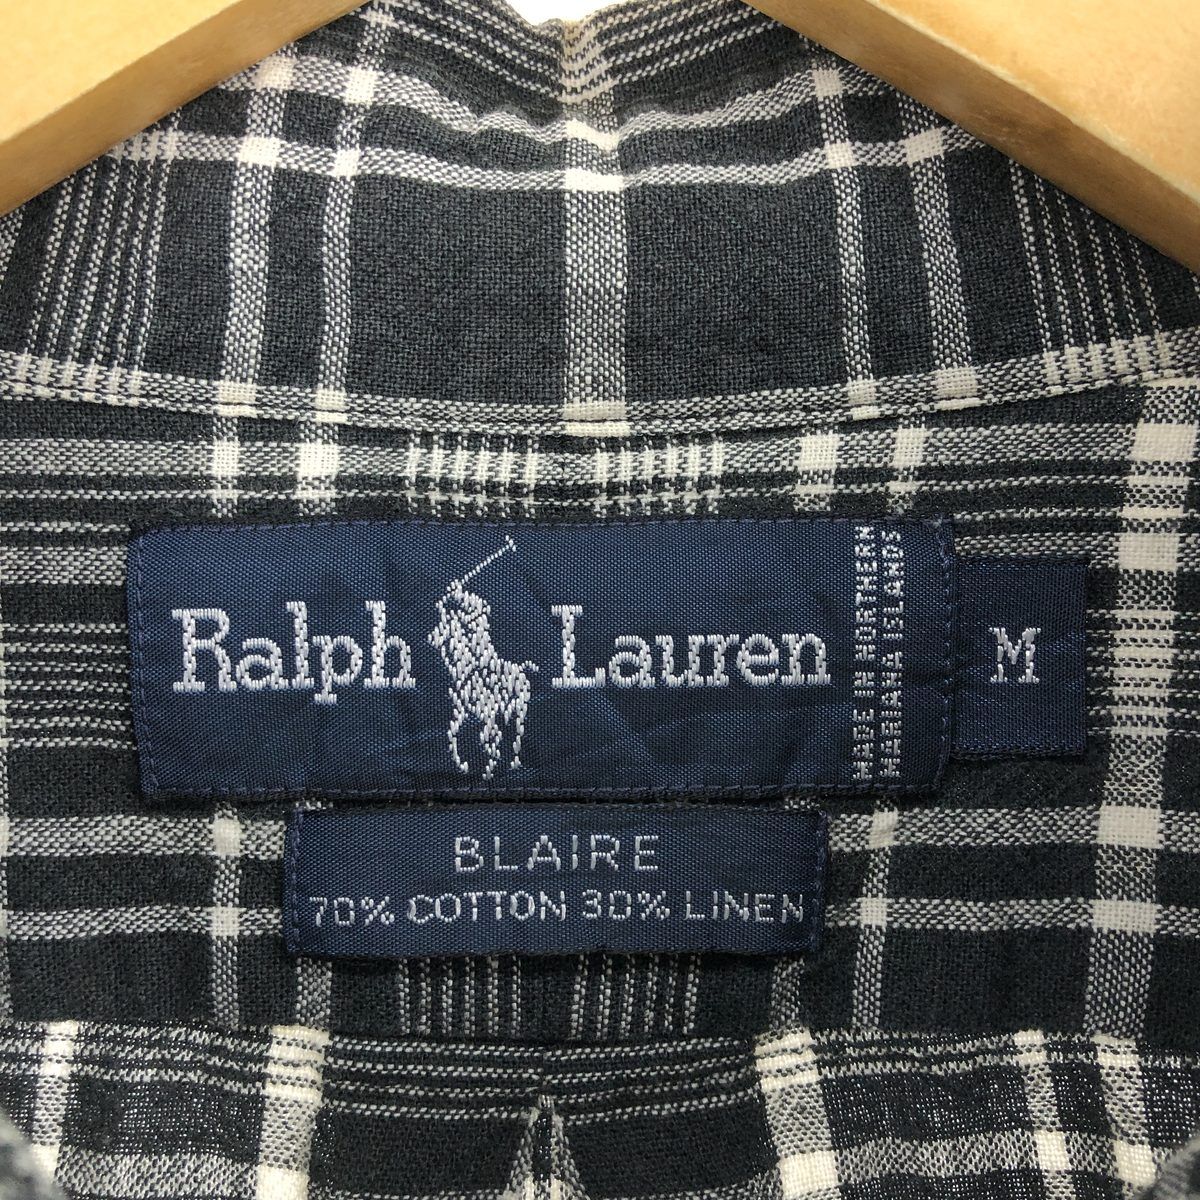 Ralph Lauren
MADE IN NORTHERN
MARIANA ISLANDS
M
BLAIRE
70% COTTON 30% LINEN